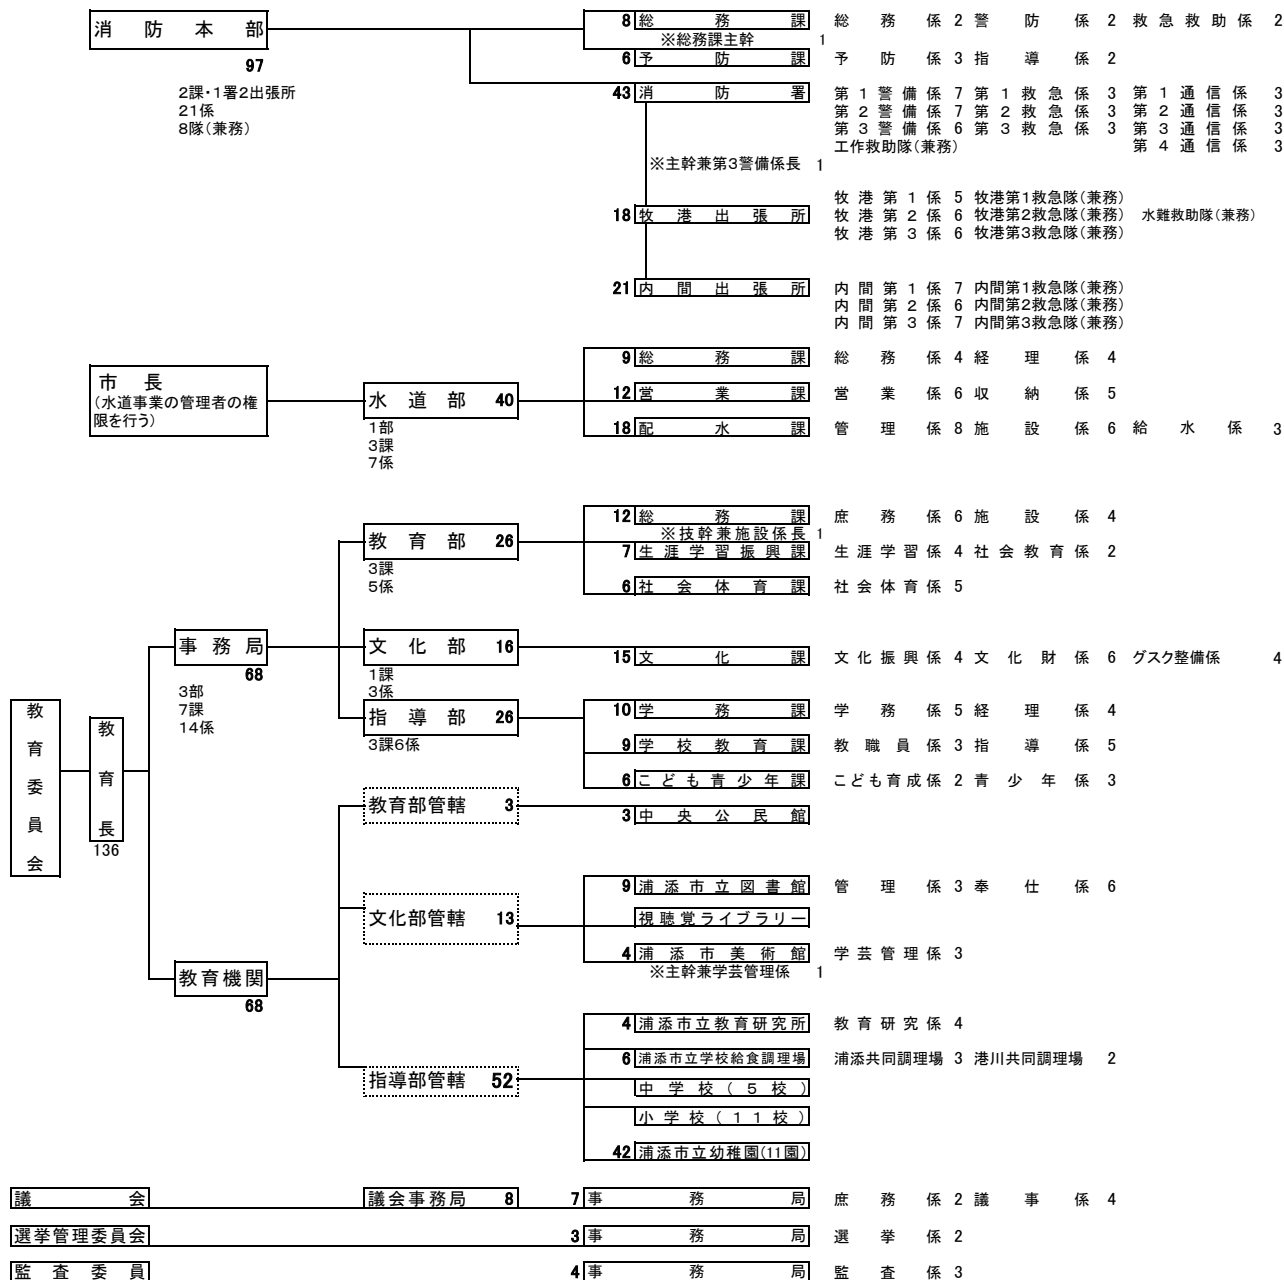 消防本部
97
2課・1署2出張所
21係
8隊(兼務)
8 総務課 総務係 2 警防係 2 救急救助係 2
※総務課主幹 1
6 予防課 予防係 3 指導係 2
43 消防署 第1警備係 7 第1救急係 3 第1通信係 3
第2警備係 7 第2救急係 3 第2通信係 3
第3警備係 6 第3救急係 3 第3通信係 3
工作救助隊(兼務) 第4通信係 3
※主幹兼第3警備係長 1
牧港第1係 5 牧港第1救急隊(兼務)
18 牧港出張所 牧港第2係 6 牧港第2救急隊(兼務) 水難救助隊(兼務)
牧港第3係 6 牧港第3救急隊(兼務)
21 内間出張所 内間第1係 7 内間第1救急隊(兼務)
内間第2係 6 内間第2救急隊(兼務)
内間第3係 7 内間第3救急隊(兼務)
市長
(水道事業の管理者の権
限を行う)
水道部 40
1部
3課
7係
9 総務課 総務係 4 経理係 4
12 営業課 営業係 6 収納係 5
18 配水課 管理係 8 施設係 6 給水係 3
教育委員会
教育長
136
事務局
68
3部
7課
14係
教育部 26
3課
5係
12 総務課 庶務係 6 施設係 4
※技幹兼施設係長 1
7 生涯学習振興課 生涯学習係 4 社会教育係 2
6 社会体育課 社会体育係 5
文化部 16
1課
3係
15 文化課 文化振興係 4 文化財係 6 グスク整備係 4
指導部 26
3課6係
10 学務課 学務係 5 経理係 4
9 学校教育課 教職員係 3 指導係 5
6 こども青少年課 こども育成係 2 青少年係 3
教育機関
68
教育部管轄 3
3 中央公民館
文化部管轄 13
9 浦添市立図書館 管理係 3 奉仕係 6
視聴覚ライブラリー
4 浦添市美術館 学芸管理係 3
※主幹兼学芸管理係 1
指導部管轄 52
4 浦添市立教育研究所 教育研究係 4
6 浦添市立学校給食調理場 浦添共同調理場 3 港川共同調理場 2
中学校(5校)
小学校(11校)
42 浦添市立幼稚園(11園)
議会 議会事務局 8 7 事務局 庶務係 2 議事係 4
選挙管理委員会 3 事務局 選挙係 2
監査委員 4 事務局 監査係 3